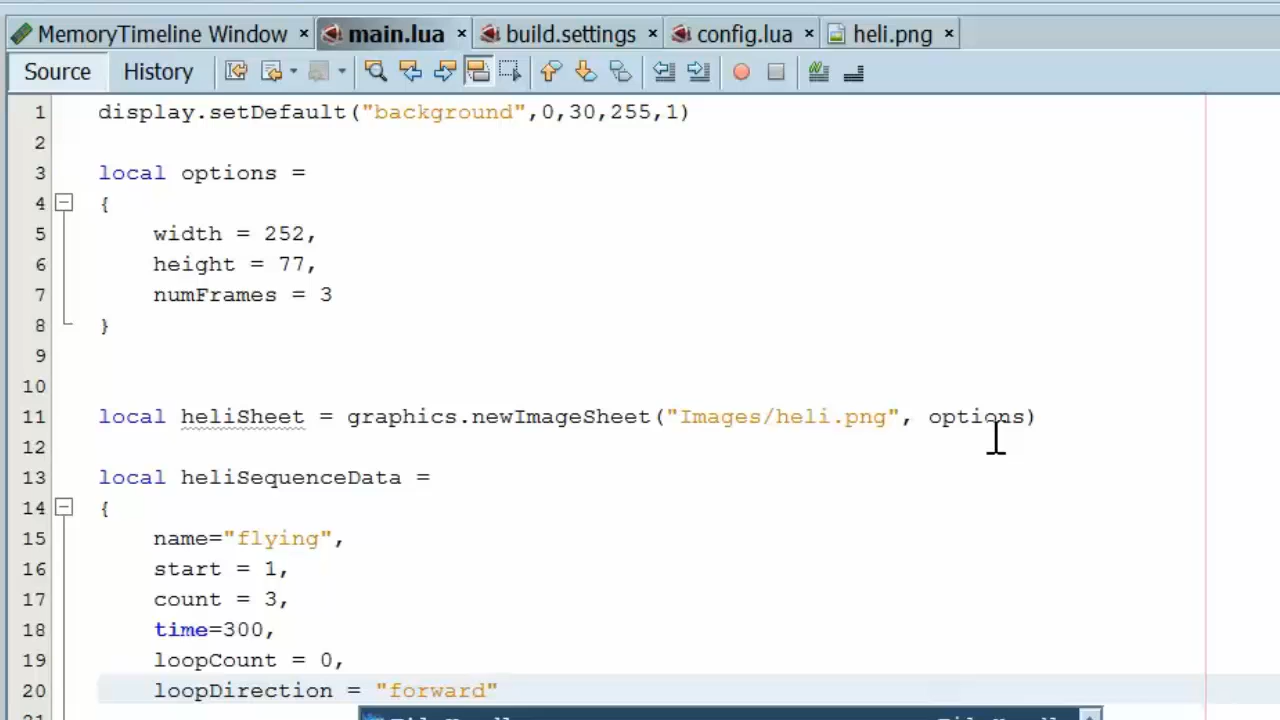 MemoryTimeline Window × main.lua × build.settings × config.lua × heli.png ×
Source History
1 display.setDefault("background",0,30,255,1)
2
3 local options =
4 {
5 width = 252,
6 height = 77,
7 numFrames = 3
8 }
9
10
11 local heliSheet = graphics.newImageSheet("Images/heli.png", options)
12
13 local heliSequenceData =
14 {
15 name="flying",
16 start = 1,
17 count = 3,
18 time=300,
19 loopCount = 0,
20 loopDirection = "forward"